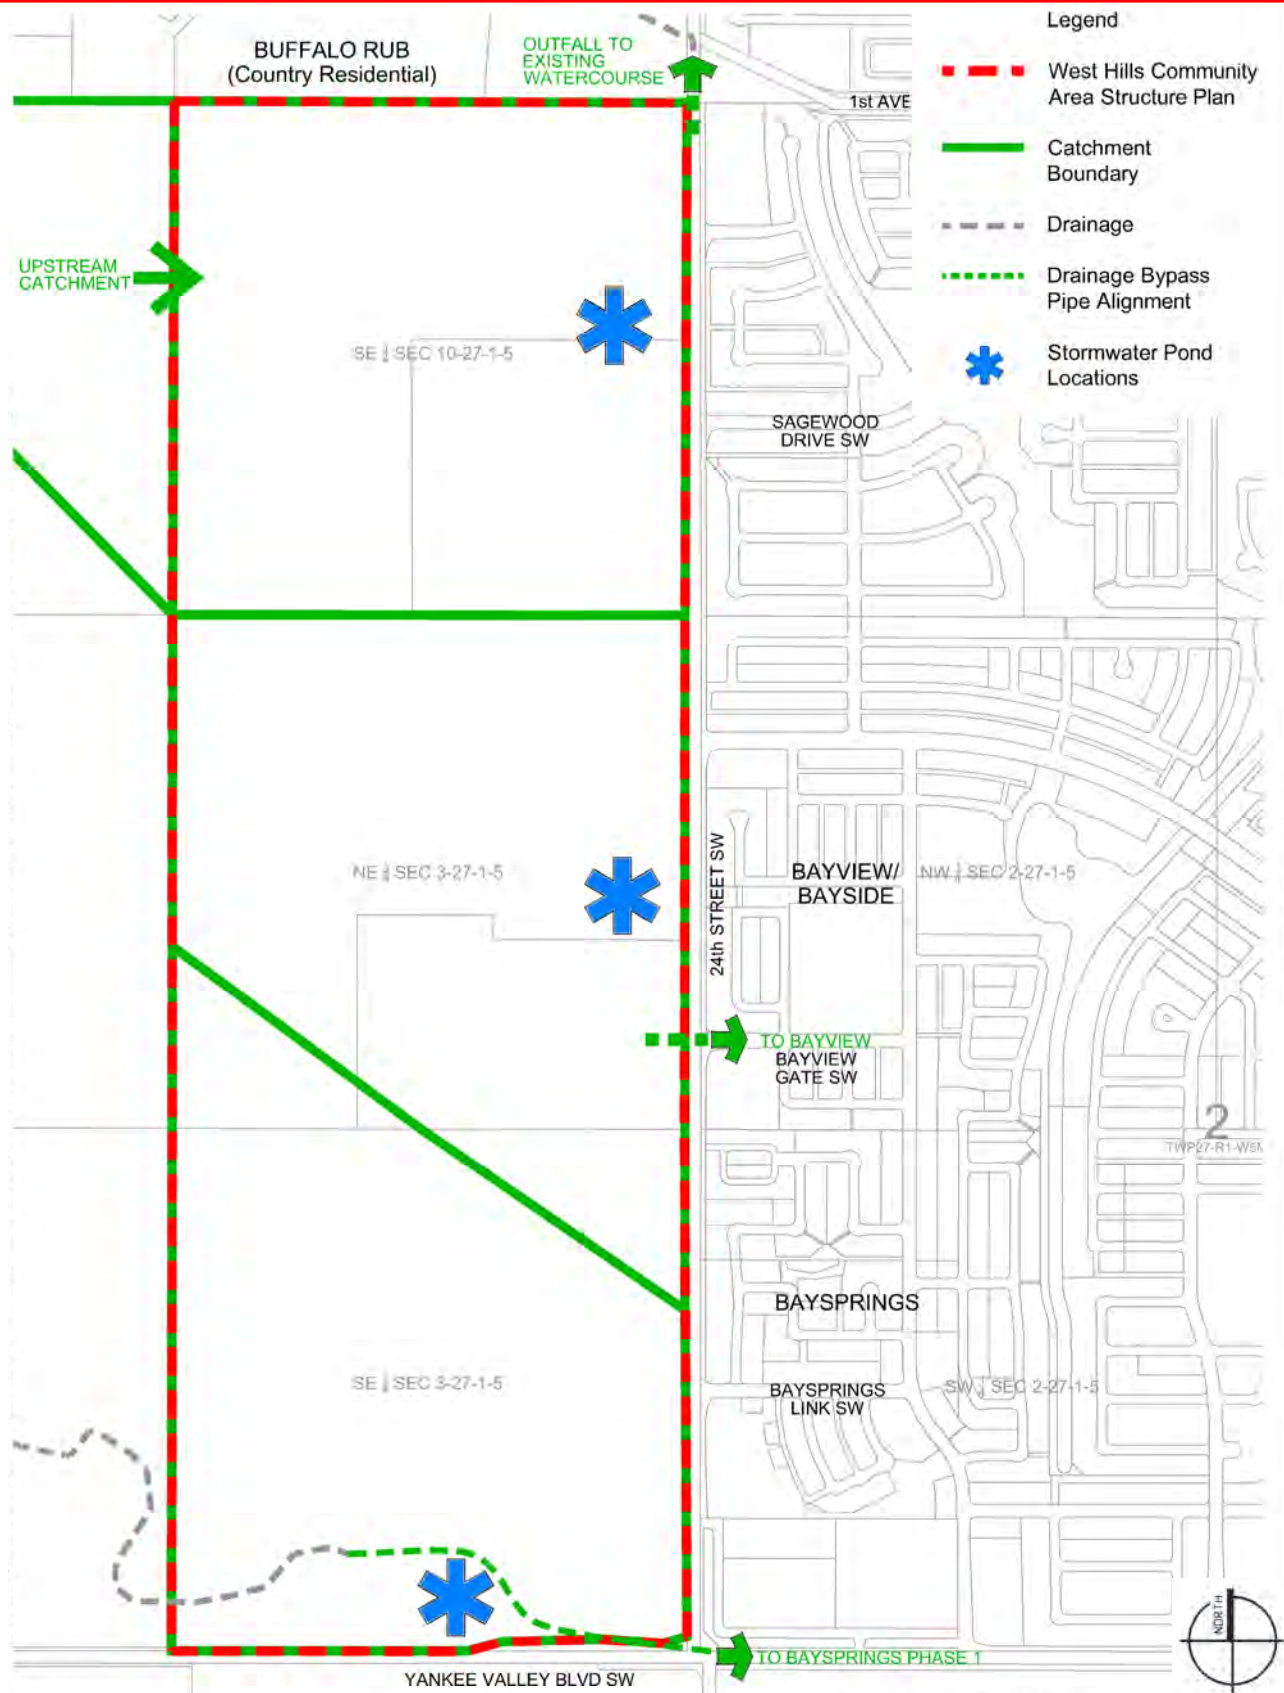 Legend
West Hills Community
Area Structure Plan
Catchment
Boundary
Drainage
Drainage Bypass
Pipe Alignment
Stormwater Pond
Locations
BUFFALO RUB
(Country Residential)
OUTFALL TO
EXISTING
WATERCOURSE
1st AVE
UPSTREAM
CATCHMENT
SE 1/4 SEC 10-27-1-5
SAGEWOOD
DRIVE SW
NE 1/4 SEC 3-27-1-5
24th STREET SW
BAYVIEW/
BAYSIDE
NW 1/4 SEC 2-27-1-5
TO BAYVIEW
BAYVIEW
GATE SW
2
TWP27-R1-W5M
BAYSPRINGS
SE 1/4 SEC 3-27-1-5
BAYSPRINGS
LINK SW
SW 1/4 SEC 2-27-1-5
NORTH
TO BAYSPRINGS PHASE 1
YANKEE VALLEY BLVD SW